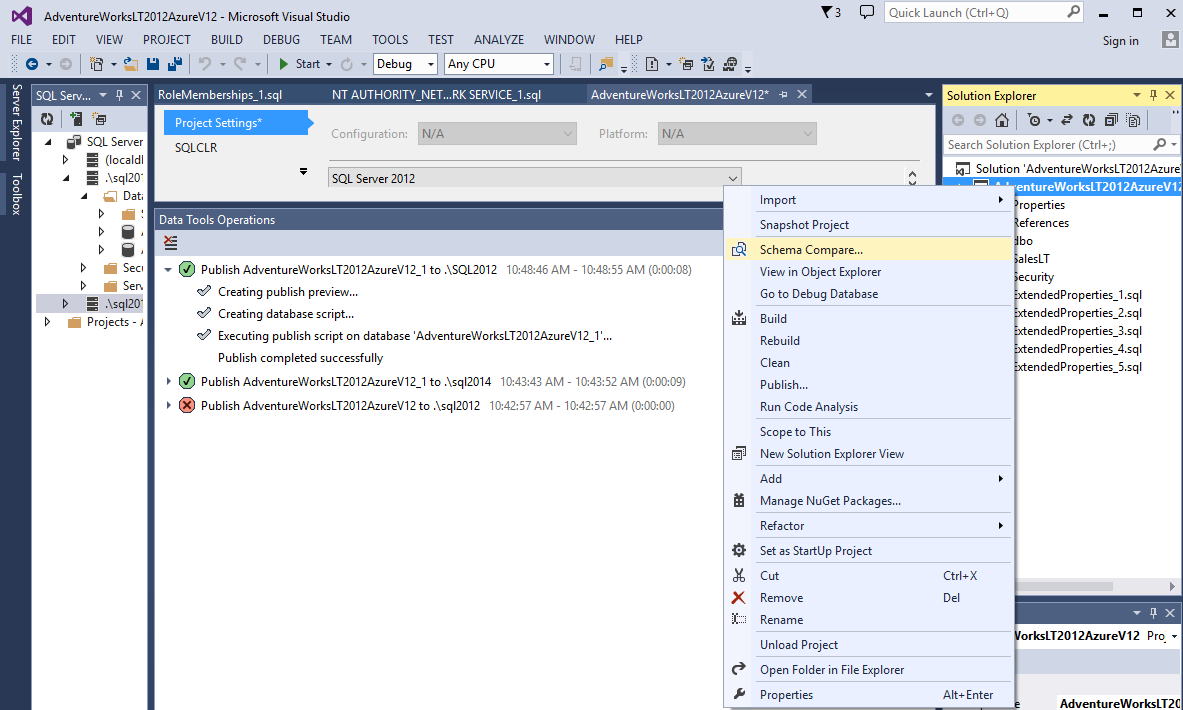 AdventureWorksLT2012AzureV12 - Microsoft Visual Studio
3
Quick Launch (Ctrl+Q)
FILE EDIT VIEW PROJECT BUILD DEBUG TEAM TOOLS TEST ANALYZE WINDOW HELP
Sign in
Start Debug Any CPU
Server Explorer
Toolbox
SQL Serv...
SQL Server
(localdl
.\sql201
Data
Secu
Serv
.\sql201
Projects - A
RoleMemberships_1.sql NT AUTHORITY_NET...RK SERVICE_1.sql AdventureWorksLT2012AzureV12*
Project Settings*
SQLCLR
Configuration: N/A Platform: N/A
SQL Server 2012
Data Tools Operations
Publish AdventureWorksLT2012AzureV12_1 to .\SQL2012 10:48:46 AM - 10:48:55 AM (0:00:08)
Creating publish preview...
Creating database script...
Executing publish script on database 'AdventureWorksLT2012AzureV12_1'...
Publish completed successfully
Publish AdventureWorksLT2012AzureV12_1 to .\sql2014 10:43:43 AM - 10:43:52 AM (0:00:09)
Publish AdventureWorksLT2012AzureV12 to .\sql2012 10:42:57 AM - 10:42:57 AM (0:00:00)
Import
Snapshot Project
Schema Compare...
View in Object Explorer
Go to Debug Database
Build
Rebuild
Clean
Publish...
Run Code Analysis
Scope to This
New Solution Explorer View
Add
Manage NuGet Packages...
Refactor
Set as StartUp Project
Cut Ctrl+X
Remove Del
Rename
Unload Project
Open Folder in File Explorer
Properties Alt+Enter
Solution Explorer
Search Solution Explorer (Ctrl+;)
Solution 'AdventureWorksLT2012AzureV
AdventureWorksLT2012AzureV12
Properties
References
dbo
SalesLT
Security
ExtendedProperties_1.sql
ExtendedProperties_2.sql
ExtendedProperties_3.sql
ExtendedProperties_4.sql
ExtendedProperties_5.sql
WorksLT2012AzureV12 Proj
AdventureWorksLT20